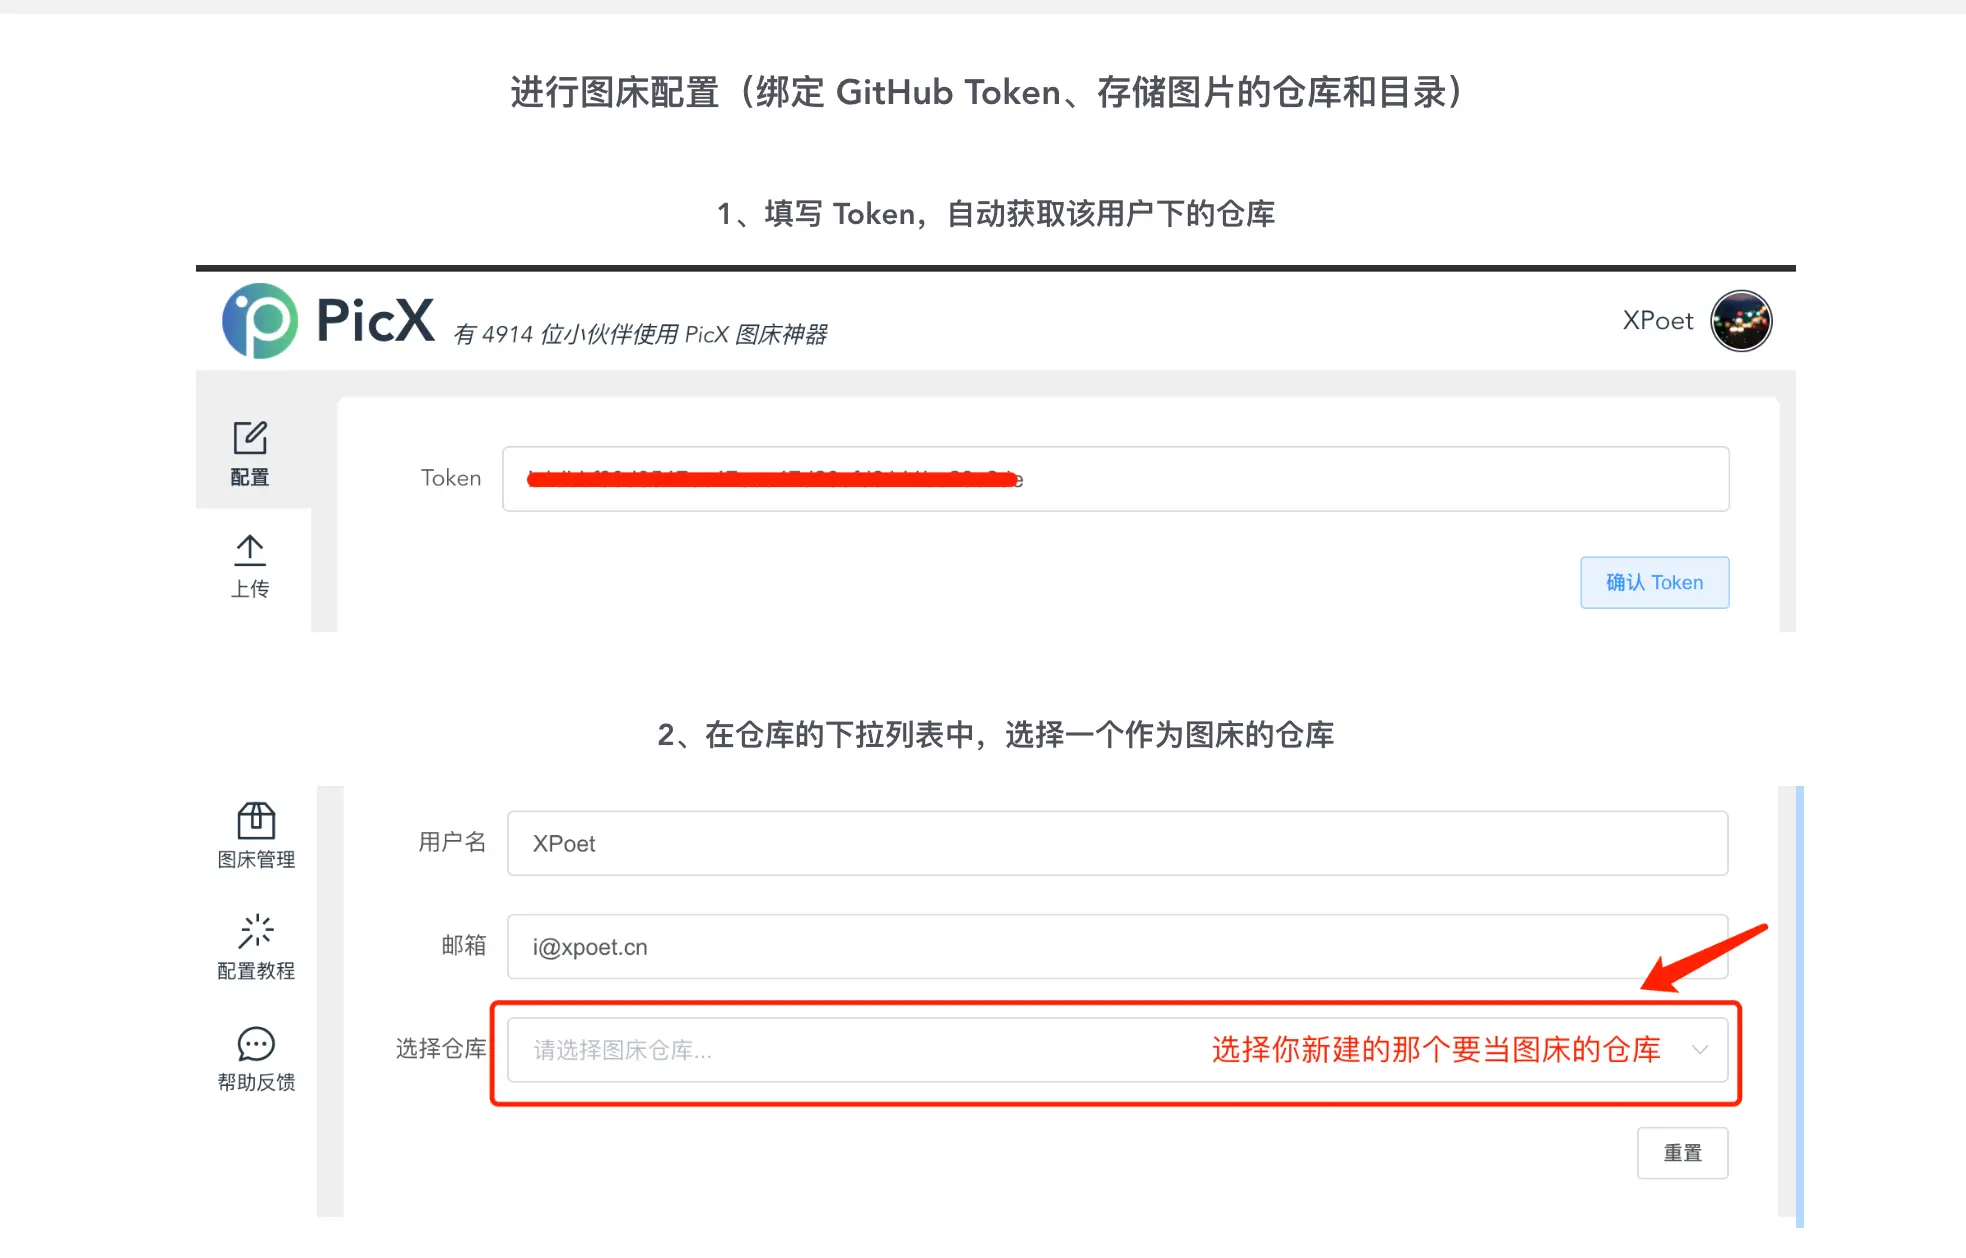 进行图床配置（绑定 GitHub Token、存储图片的仓库和目录）
1、填写 Token，自动获取该用户下的仓库
PicX 有 4914 位小伙伴使用 PicX 图床神器
XPoet
配置
Token
上传
确认 Token
2、在仓库的下拉列表中，选择一个作为图床的仓库
图床管理
用户名 XPoet
邮箱 i@xpoet.cn
配置教程
选择仓库 请选择图床仓库... 选择你新建的那个要当图床的仓库
帮助反馈
重置